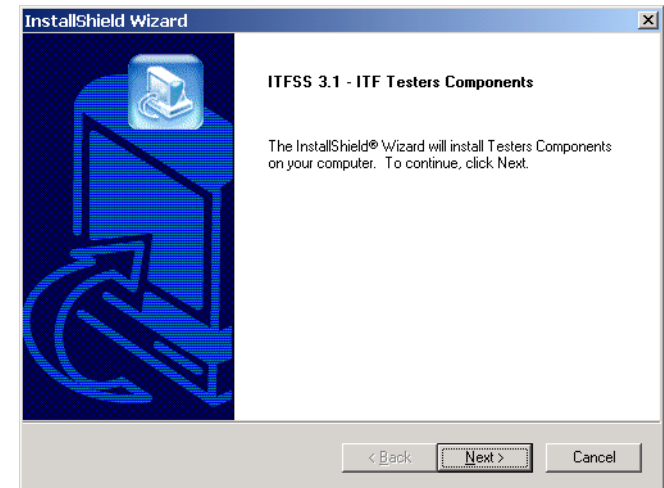 InstallShield Wizard
ITFSS 3.1 - ITF Testers Components
The InstallShield® Wizard will install Testers Components
on your computer.  To continue, click Next.
< Back
Next >
Cancel